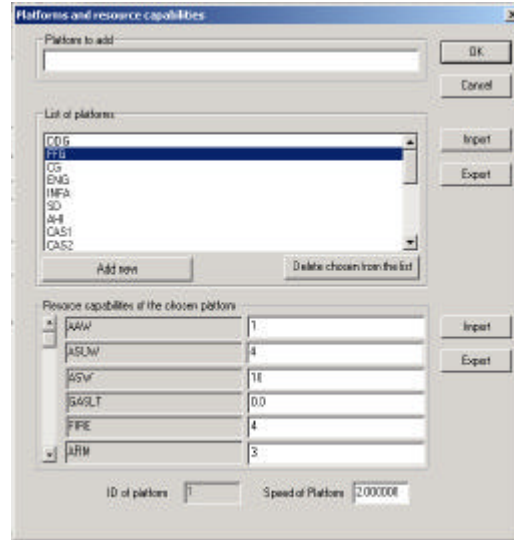 Platforms and resource capabilities
Platform to add
OK
Cancel
List of platforms
DDG
FFG
CG
ENG
INFA
SD
AHI
CAS1
CAS2
Import
Export
Add new
Delete chosen from the list
Resorce capabilities of the chosen platform
AAW 1
ASUW 4
ASW 10
GASLT 0.0
FIRE 4
ARM 3
Import
Export
ID of platform 1 Speed of Platform 2.000000